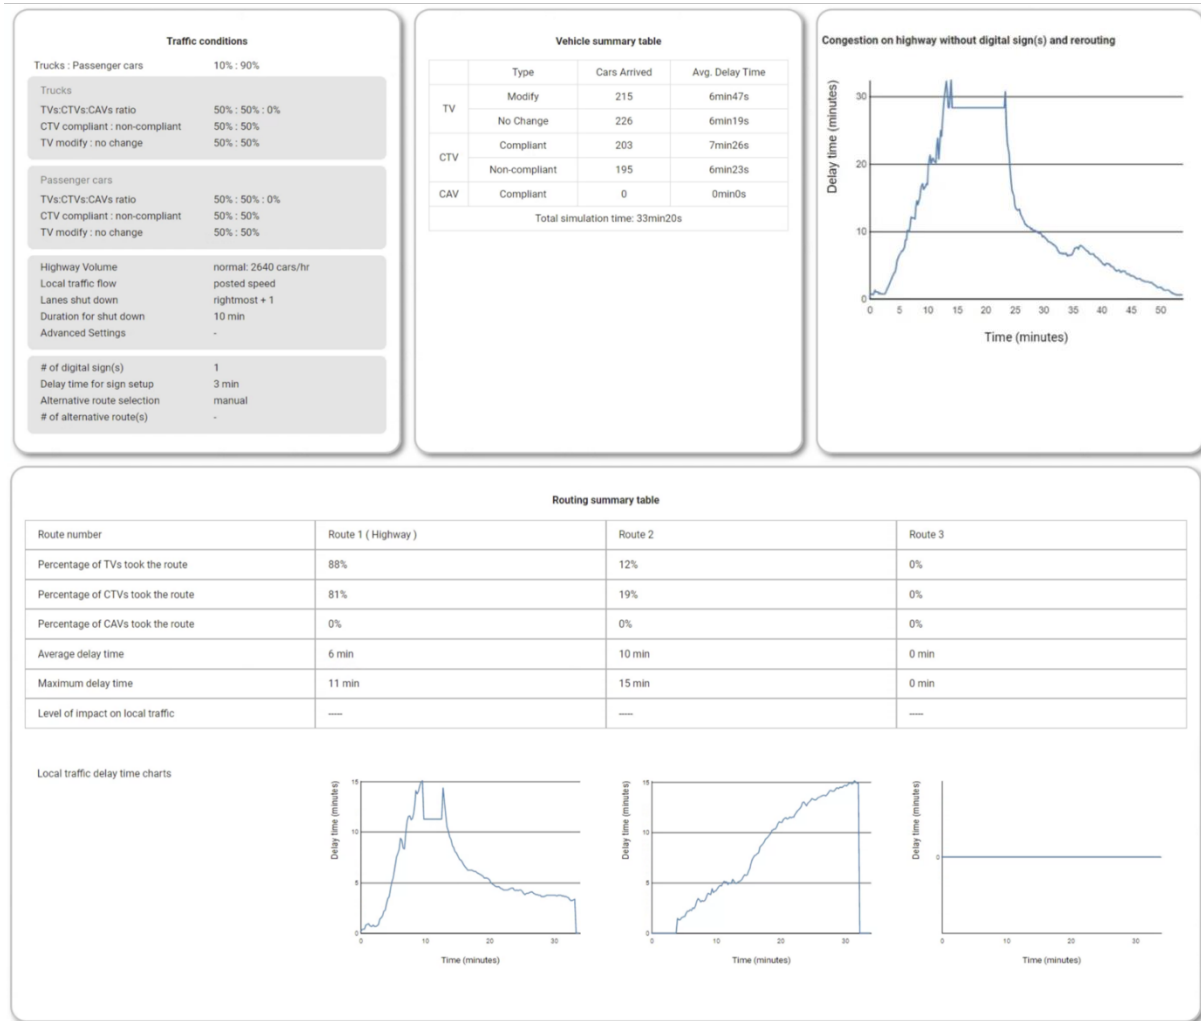 Traffic conditions
Trucks : Passenger cars 10% : 90%
Trucks
TVs:CTVs:CAVs ratio 50% : 50% : 0%
CTV compliant : non-compliant 50% : 50%
TV modify : no change 50% : 50%
Passenger cars
TVs:CTVs:CAVs ratio 50% : 50% : 0%
CTV compliant : non-compliant 50% : 50%
TV modify : no change 50% : 50%
Highway Volume normal: 2640 cars/hr
Local traffic flow posted speed
Lanes shut down rightmost + 1
Duration for shut down 10 min
Advanced Settings -
# of digital sign(s) 1
Delay time for sign setup 3 min
Alternative route selection manual
# of alternative route(s) -
Vehicle summary table
Type Cars Arrived Avg. Delay Time
TV
Modify 215 6min47s
No Change 226 6min19s
CTV
Compliant 203 7min26s
Non-compliant 195 6min23s
CAV Compliant 0 0min0s
Total simulation time: 33min20s
Congestion on highway without digital sign(s) and rerouting
Delay time (minutes)
30
20
10
0
0 5 10 15 20 25 30 35 40 45 50
Time (minutes)
Routing summary table
Route number Route 1 ( Highway ) Route 2 Route 3
Percentage of TVs took the route 88% 12% 0%
Percentage of CTVs took the route 81% 19% 0%
Percentage of CAVs took the route 0% 0% 0%
Average delay time 6 min 10 min 0 min
Maximum delay time 11 min 15 min 0 min
Level of impact on local traffic ---- ---- ----
Local traffic delay time charts
Delay time (minutes)
15
10
5
0
0 10 20 30
Time (minutes)
Delay time (minutes)
15
10
5
0
0 10 20 30
Time (minutes)
Delay time (minutes)
0
0 10 20 30
Time (minutes)